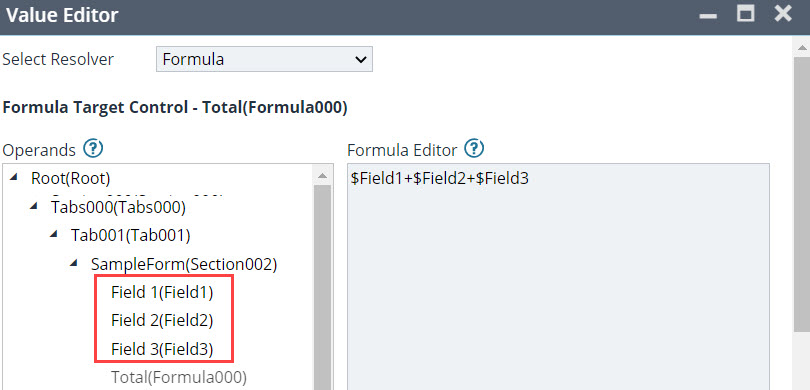 Value Editor
Select Resolver Formula
Formula Target Control - Total(Formula000)
Operands ? Formula Editor ?
Root(Root)
$Field1+$Field2+$Field3
Tabs000(Tabs000)
Tab001(Tab001)
SampleForm(Section002)
Field 1(Field1)
Field 2(Field2)
Field 3(Field3)
Total(Formula000)